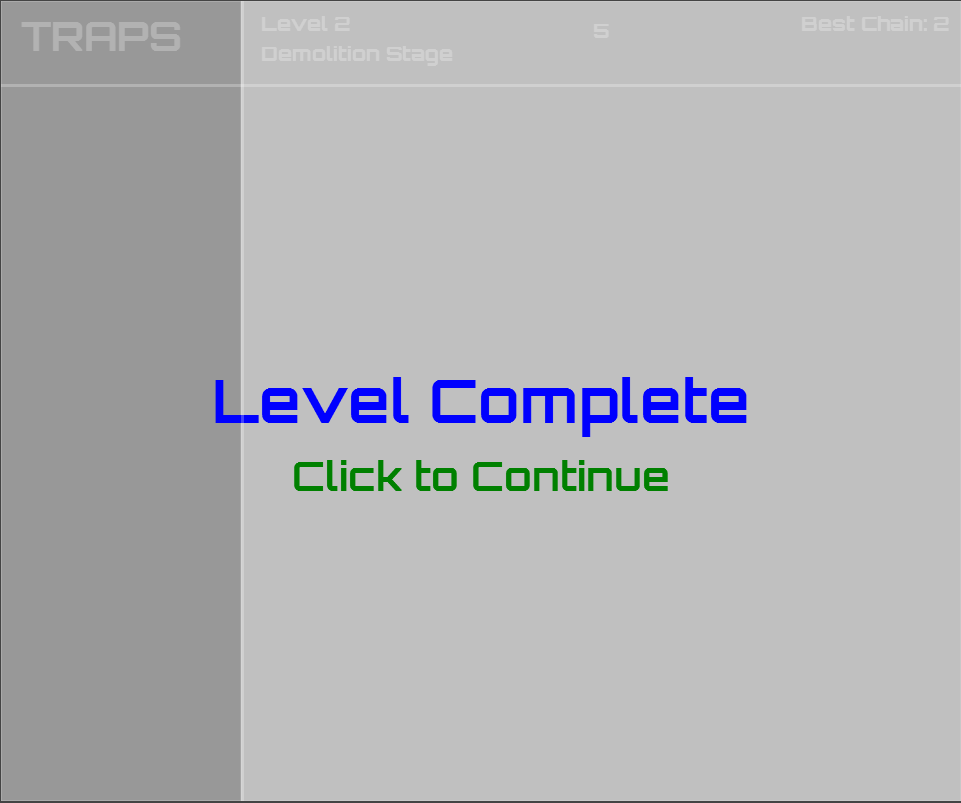 TRAPS
Level 2
Demolition Stage
5
Best Chain: 2
Level Complete
Click to Continue